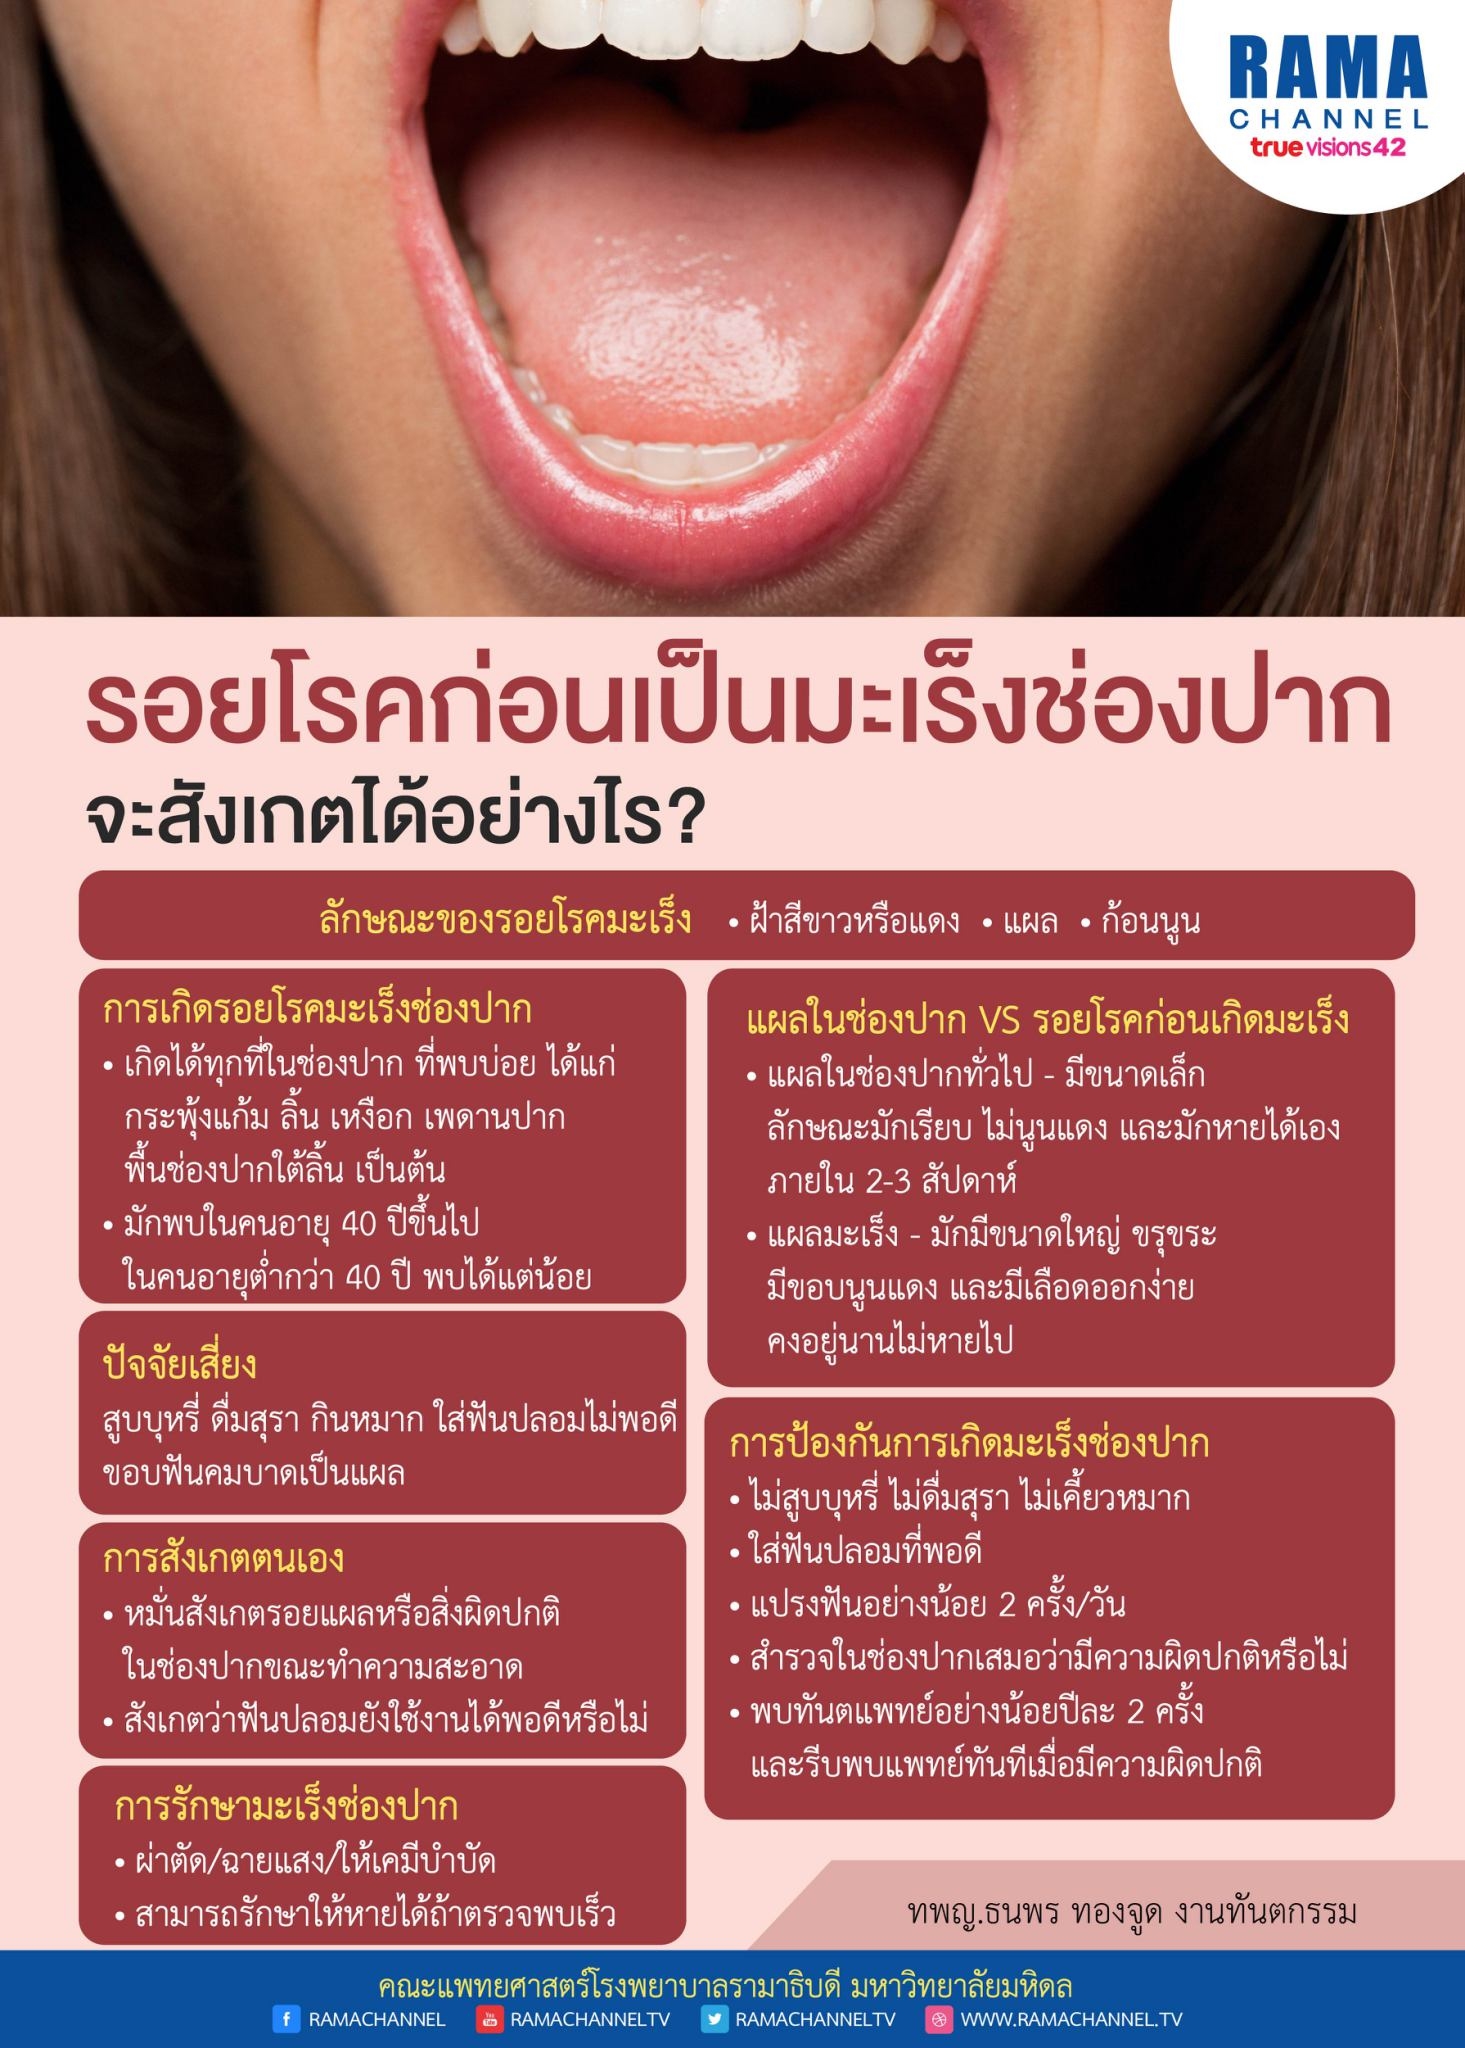 RAMA
CHANNEL
true visions 42
รอยโรคก่อนเป็นมะเร็งช่องปาก
จะสังเกตได้อย่างไร?
ลักษณะของรอยโรคมะเร็ง • ฝ้าสีขาวหรือแดง • แผล • ก้อนนูน
การเกิดรอยโรคมะเร็งช่องปาก
• เกิดได้ทุกที่ในช่องปาก ที่พบบ่อย ได้แก่
กระพุ้งแก้ม ลิ้น เหงือก เพดานปาก
พื้นช่องปากใต้ลิ้น เป็นต้น
• มักพบในคนอายุ 40 ปีขึ้นไป
ในคนอายุต่ำกว่า 40 ปี พบได้แต่น้อย
ปัจจัยเสี่ยง
สูบบุหรี่ ดื่มสุรา กินหมาก ใส่ฟันปลอมไม่พอดี
ขอบฟันคมบาดเป็นแผล
การสังเกตตนเอง
• หมั่นสังเกตรอยแผลหรือสิ่งผิดปกติ
ในช่องปากขณะทำความสะอาด
• สังเกตว่าฟันปลอมยังใช้งานได้พอดีหรือไม่
การรักษามะเร็งช่องปาก
• ผ่าตัด/ฉายแสง/ให้เคมีบำบัด
• สามารถรักษาให้หายได้ถ้าตรวจพบเร็ว
แผลในช่องปาก VS รอยโรคก่อนเกิดมะเร็ง
• แผลในช่องปากทั่วไป - มีขนาดเล็ก
ลักษณะมักเรียบ ไม่นูนแดง และมักหายได้เอง
ภายใน 2-3 สัปดาห์
• แผลมะเร็ง - มักมีขนาดใหญ่ ขรุขระ
มีขอบนูนแดง และมีเลือดออกง่าย
คงอยู่นานไม่หายไป
การป้องกันการเกิดมะเร็งช่องปาก
• ไม่สูบบุหรี่ ไม่ดื่มสุรา ไม่เคี้ยวหมาก
• ใส่ฟันปลอมที่พอดี
• แปรงฟันอย่างน้อย 2 ครั้ง/วัน
• สำรวจในช่องปากเสมอว่ามีความผิดปกติหรือไม่
• พบทันตแพทย์อย่างน้อยปีละ 2 ครั้ง
และรีบพบแพทย์ทันทีเมื่อมีความผิดปกติ
ทพญ.ธนพร ทองจูด งานทันตกรรม
คณะแพทยศาสตร์โรงพยาบาลรามาธิบดี มหาวิทยาลัยมหิดล
RAMACHANNEL RAMACHANNELTV RAMACHANNELTV WWW.RAMACHANNEL.TV